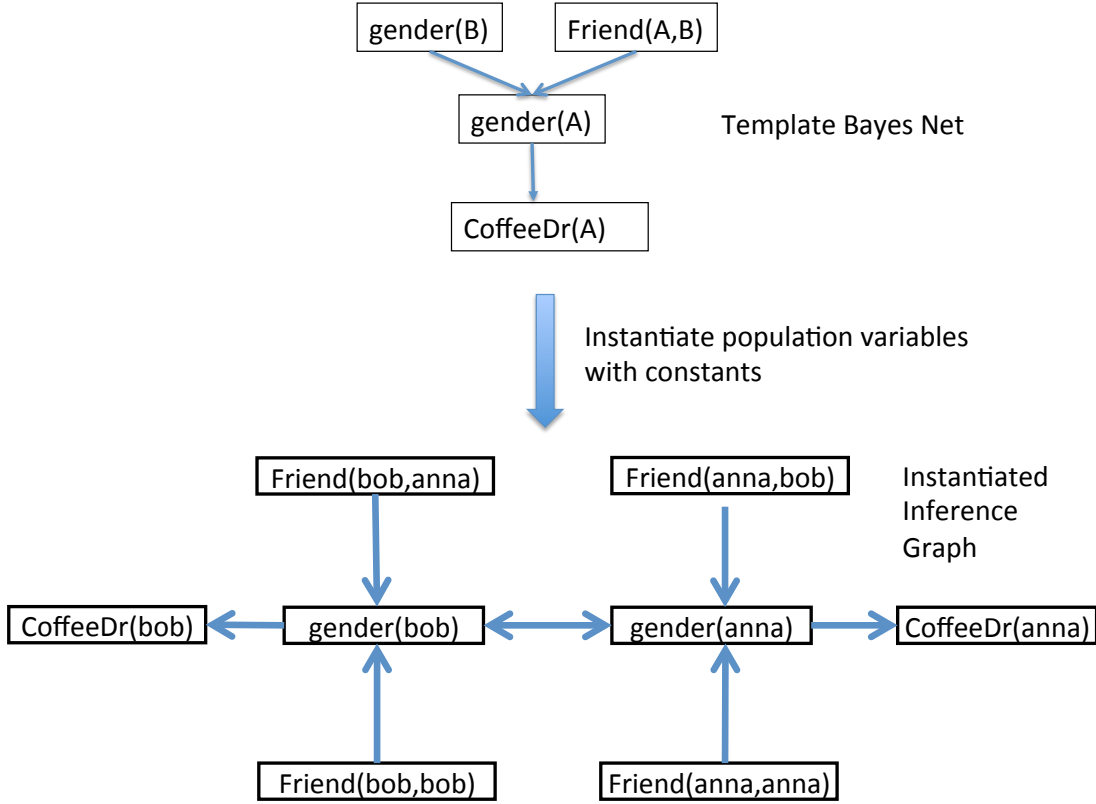 gender(B)
Friend(A,B)
gender(A)
Template Bayes Net
CoffeeDr(A)
Instantiate population variables
with constants
Friend(bob,anna)
Friend(anna,bob)
Instantiated
Inference
Graph
CoffeeDr(bob)
gender(bob)
gender(anna)
CoffeeDr(anna)
Friend(bob,bob)
Friend(anna,anna)